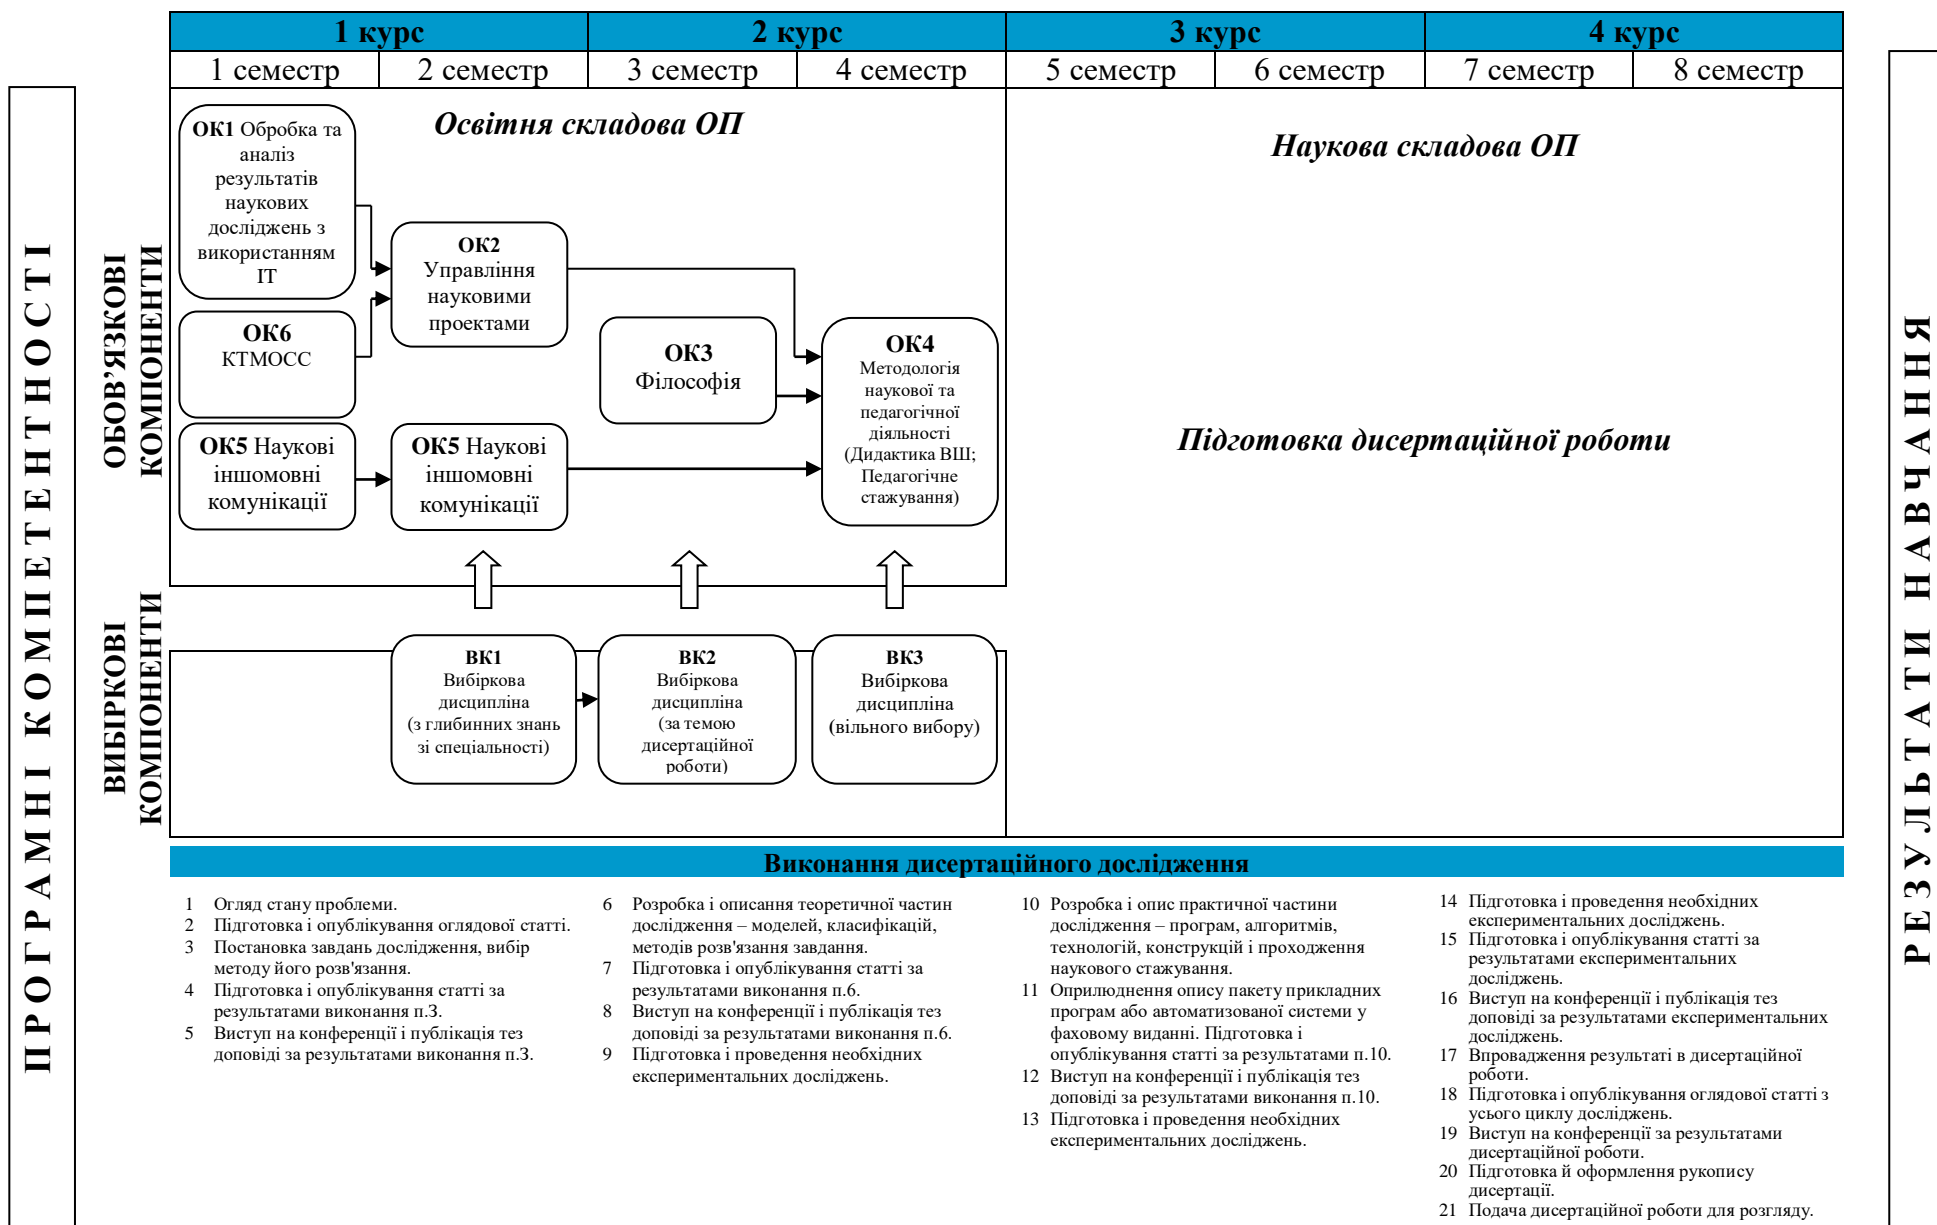 1 курс
2 курс
3 курс
4 курс
1 семестр
2 семестр
3 семестр
4 семестр
5 семестр
6 семестр
7 семестр
8 семестр
ПРОГРАМНІ КОМПЕТЕНТНОСТІ
ОБОВ’ЯЗКОВІ
КОМПОНЕНТИ
Освітня складова ОП
ОК1 Обробка та
аналіз
результатів
наукових
досліджень з
використанням
ІТ
ОК6
КТМОСС
ОК5 Наукові
іншомовні
комунікації
ОК2
Управління
науковими
проектами
ОК5 Наукові
іншомовні
комунікації
ОК3
Філософія
ОК4
Методологія
наукової та
педагогічної
діяльності
(Дидактика ВШ;
Педагогічне
стажування)
Наукова складова ОП
Підготовка дисертаційної роботи
ВИБІРКОВІ
КОМПОНЕНТИ
ВК1
Вибіркова
дисципліна
(з глибинних знань
зі спеціальності)
ВК2
Вибіркова
дисципліна
(за темою
дисертаційної
роботи)
ВК3
Вибіркова
дисципліна
(вільного вибору)
РЕЗУЛЬТАТИ НАВЧАННЯ
Виконання дисертаційного дослідження
1 Огляд стану проблеми.
2 Підготовка і опублікування оглядової статті.
3 Постановка завдань дослідження, вибір
методу його розв'язання.
4 Підготовка і опублікування статті за
результатами виконання п.3.
5 Виступ на конференції і публікація тез
доповіді за результатами виконання п.3.
6 Розробка і описання теоретичної частин
дослідження – моделей, класифікацій,
методів розв'язання завдання.
7 Підготовка і опублікування статті за
результатами виконання п.6.
8 Виступ на конференції і публікація тез
доповіді за результатами виконання п.6.
9 Підготовка і проведення необхідних
експериментальних досліджень.
10 Розробка і опис практичної частини
дослідження – програм, алгоритмів,
технологій, конструкцій і проходження
наукового стажування.
11 Оприлюднення опису пакету прикладних
програм або автоматизованої системи у
фаховому виданні. Підготовка і
опублікування статті за результатами п.10.
12 Виступ на конференції і публікація тез
доповіді за результатами виконання п.10.
13 Підготовка і проведення необхідних
експериментальних досліджень.
14 Підготовка і проведення необхідних
експериментальних досліджень.
15 Підготовка і опублікування статті за
результатами експериментальних
досліджень.
16 Виступ на конференції і публікація тез
доповіді за результатами експериментальних
досліджень.
17 Впровадження результаті в дисертаційної
роботи.
18 Підготовка і опублікування оглядової статті з
усього циклу досліджень.
19 Виступ на конференції за результатами
дисертаційної роботи.
20 Підготовка й оформлення рукопису
дисертації.
21 Подача дисертаційної роботи для розгляду.